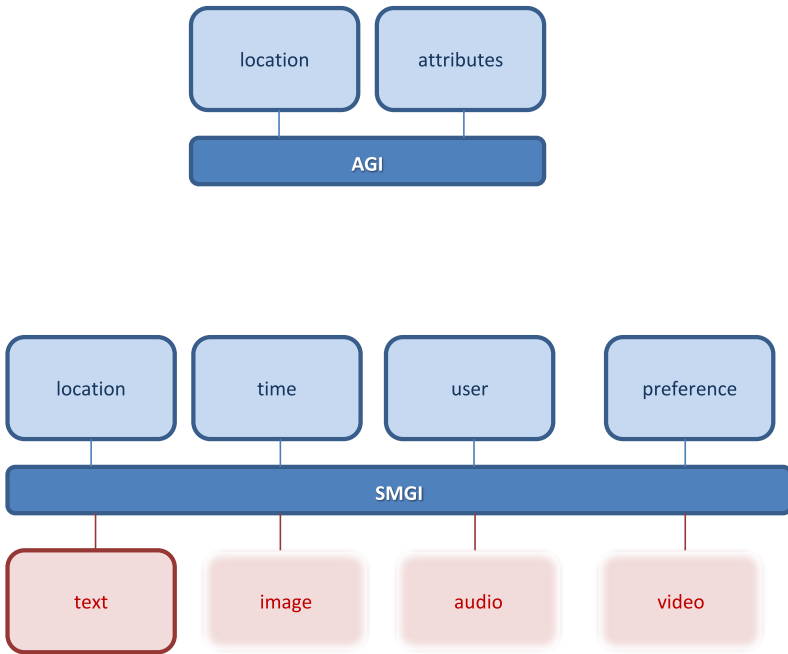 location
attributes
AGI
location
time
user
preference
SMGI
text
image
audio
video